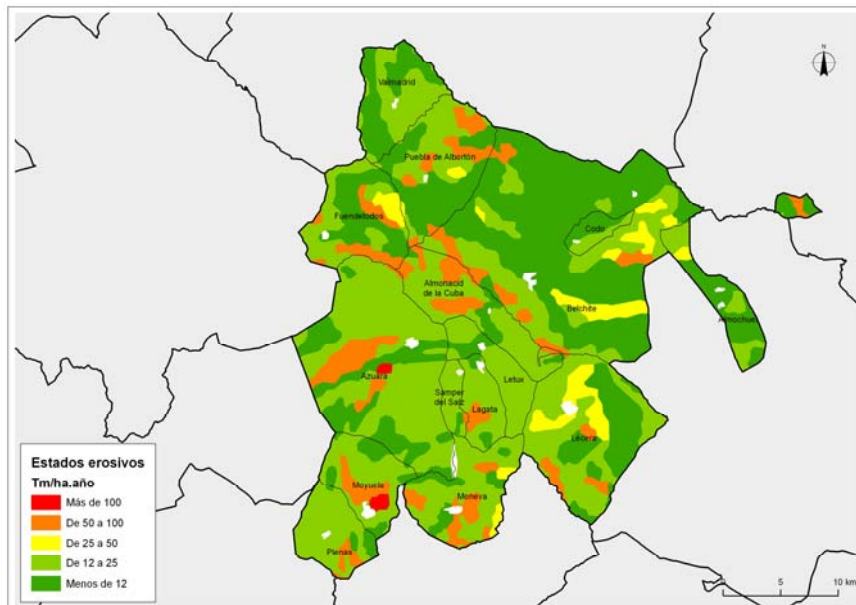 N
Valmadrid
Puebla de Albortón
Fuendetodos
Codo
Almonacid
de la Cuba
Belchite
Almochuel
Azuara
Samper
del Salz
Letux
Lagata
Lécera
Moyuela
Moneva
Plenas
Estados erosivos
Tm/ha.año
Más de 100
De 50 a 100
De 25 a 50
De 12 a 25
Menos de 12
0 5 10 km